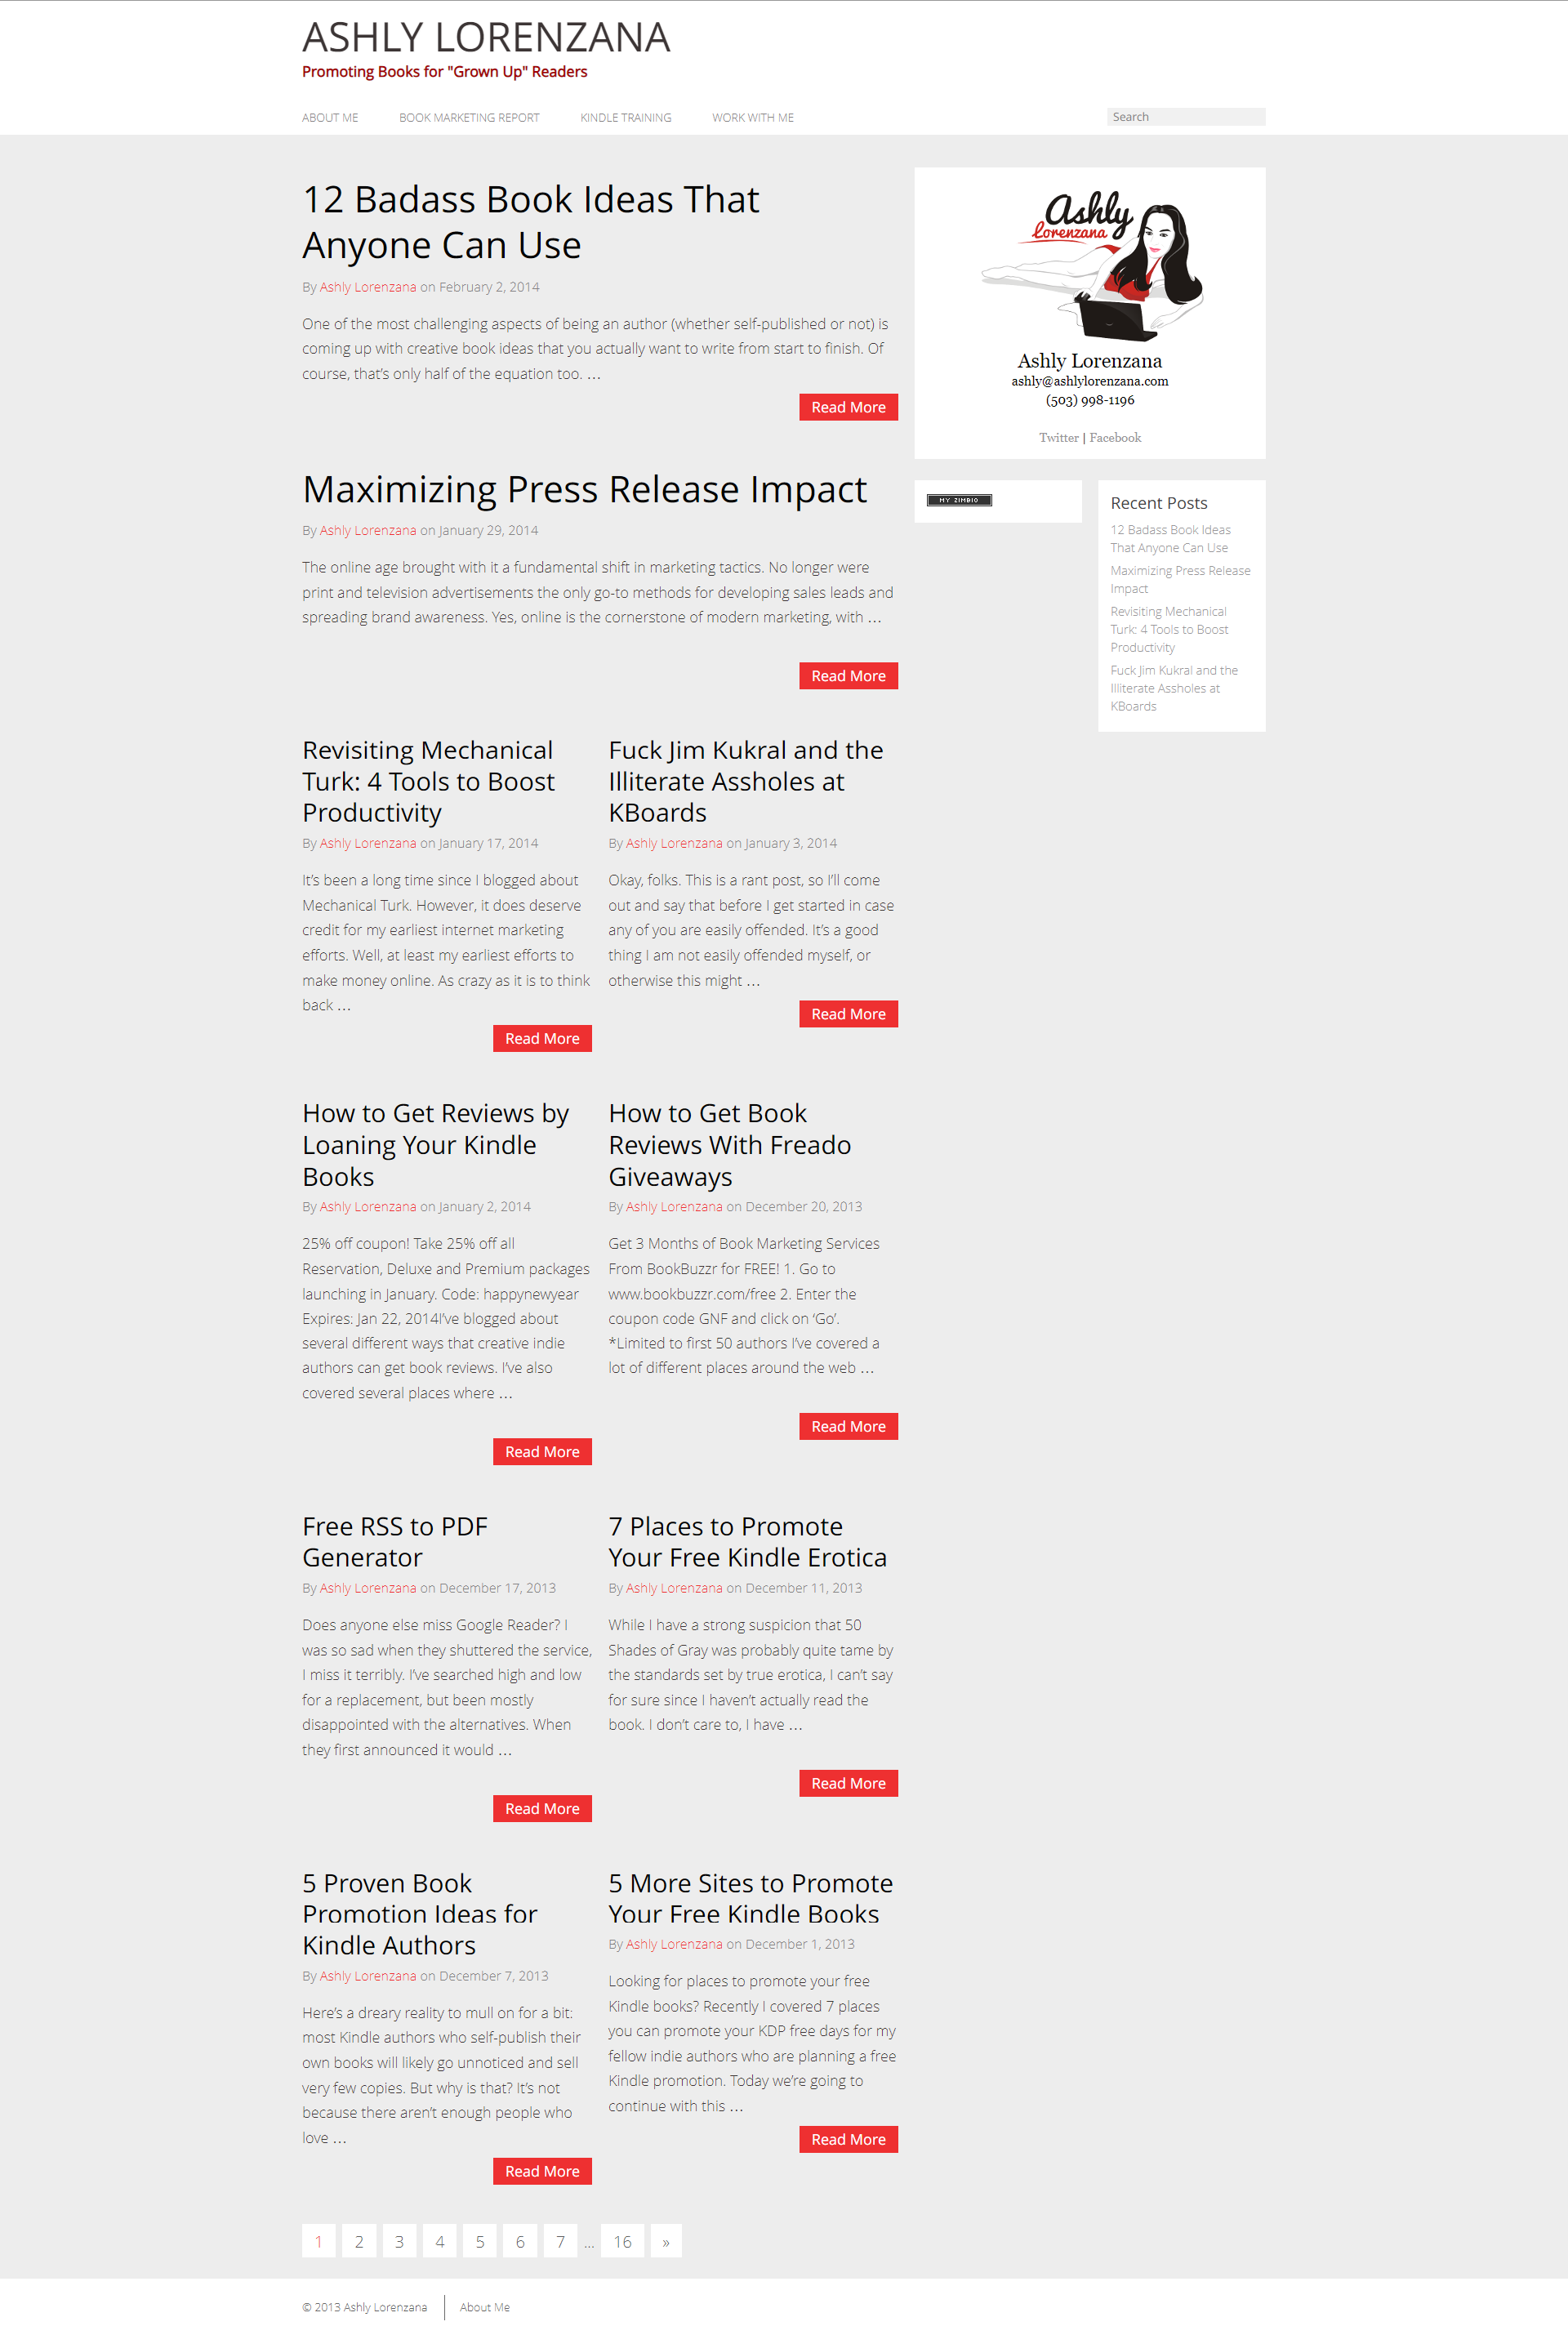 ASHLY LORENZANA
Promoting Books for "Grown Up" Readers
ABOUT ME
BOOK MARKETING REPORT
KINDLE TRAINING
WORK WITH ME
Search
12 Badass Book Ideas That
Anyone Can Use
By Ashly Lorenzana on February 2, 2014
One of the most challenging aspects of being an author (whether self-published or not) is
coming up with creative book ideas that you actually want to write from start to finish. Of
course, that’s only half of the equation too. …
Read More
Maximizing Press Release Impact
By Ashly Lorenzana on January 29, 2014
The online age brought with it a fundamental shift in marketing tactics. No longer were
print and television advertisements the only go-to methods for developing sales leads and
spreading brand awareness. Yes, online is the cornerstone of modern marketing, with …
Read More
Revisiting Mechanical
Turk: 4 Tools to Boost
Productivity
By Ashly Lorenzana on January 17, 2014
It’s been a long time since I blogged about
Mechanical Turk. However, it does deserve
credit for my earliest internet marketing
efforts. Well, at least my earliest efforts to
make money online. As crazy as it is to think
back …
Read More
Fuck Jim Kukral and the
Illiterate Assholes at
KBoards
By Ashly Lorenzana on January 3, 2014
Okay, folks. This is a rant post, so I’ll come
out and say that before I get started in case
any of you are easily offended. It’s a good
thing I am not easily offended myself, or
otherwise this might …
Read More
How to Get Reviews by
Loaning Your Kindle
Books
By Ashly Lorenzana on January 2, 2014
25% off coupon! Take 25% off all
Reservation, Deluxe and Premium packages
launching in January. Code: happynewyear
Expires: Jan 22, 2014I’ve blogged about
several different ways that creative indie
authors can get book reviews. I’ve also
covered several places where …
Read More
How to Get Book
Reviews With Freado
Giveaways
By Ashly Lorenzana on December 20, 2013
Get 3 Months of Book Marketing Services
From BookBuzzr for FREE! 1. Go to
www.bookbuzzr.com/free 2. Enter the
coupon code GNF and click on ‘Go’.
*Limited to first 50 authors I’ve covered a
lot of different places around the web …
Read More
Free RSS to PDF
Generator
By Ashly Lorenzana on December 17, 2013
Does anyone else miss Google Reader? I
was so sad when they shuttered the service,
I miss it terribly. I’ve searched high and low
for a replacement, but been mostly
disappointed with the alternatives. When
they first announced it would …
Read More
7 Places to Promote
Your Free Kindle Erotica
By Ashly Lorenzana on December 11, 2013
While I have a strong suspicion that 50
Shades of Gray was probably quite tame by
the standards set by true erotica, I can’t say
for sure since I haven’t actually read the
book. I don’t care to, I have …
Read More
5 Proven Book
Promotion Ideas for
Kindle Authors
By Ashly Lorenzana on December 7, 2013
Here’s a dreary reality to mull on for a bit:
most Kindle authors who self-publish their
own books will likely go unnoticed and sell
very few copies. But why is that? It’s not
because there aren’t enough people who
love …
Read More
5 More Sites to Promote
Your Free Kindle Books
By Ashly Lorenzana on December 1, 2013
Looking for places to promote your free
Kindle books? Recently I covered 7 places
you can promote your KDP free days for my
fellow indie authors who are planning a free
Kindle promotion. Today we’re going to
continue with this …
Read More
1 2 3 4 5 6 7 ... 16 »
Ashly
Lorenzana
Ashly Lorenzana
ashly@ashlylorenzana.com
(503) 998-1196
Twitter | Facebook
MY ZIMBIO
Recent Posts
12 Badass Book Ideas
That Anyone Can Use
Maximizing Press Release
Impact
Revisiting Mechanical
Turk: 4 Tools to Boost
Productivity
Fuck Jim Kukral and the
Illiterate Assholes at
KBoards
© 2013 Ashly Lorenzana
About Me